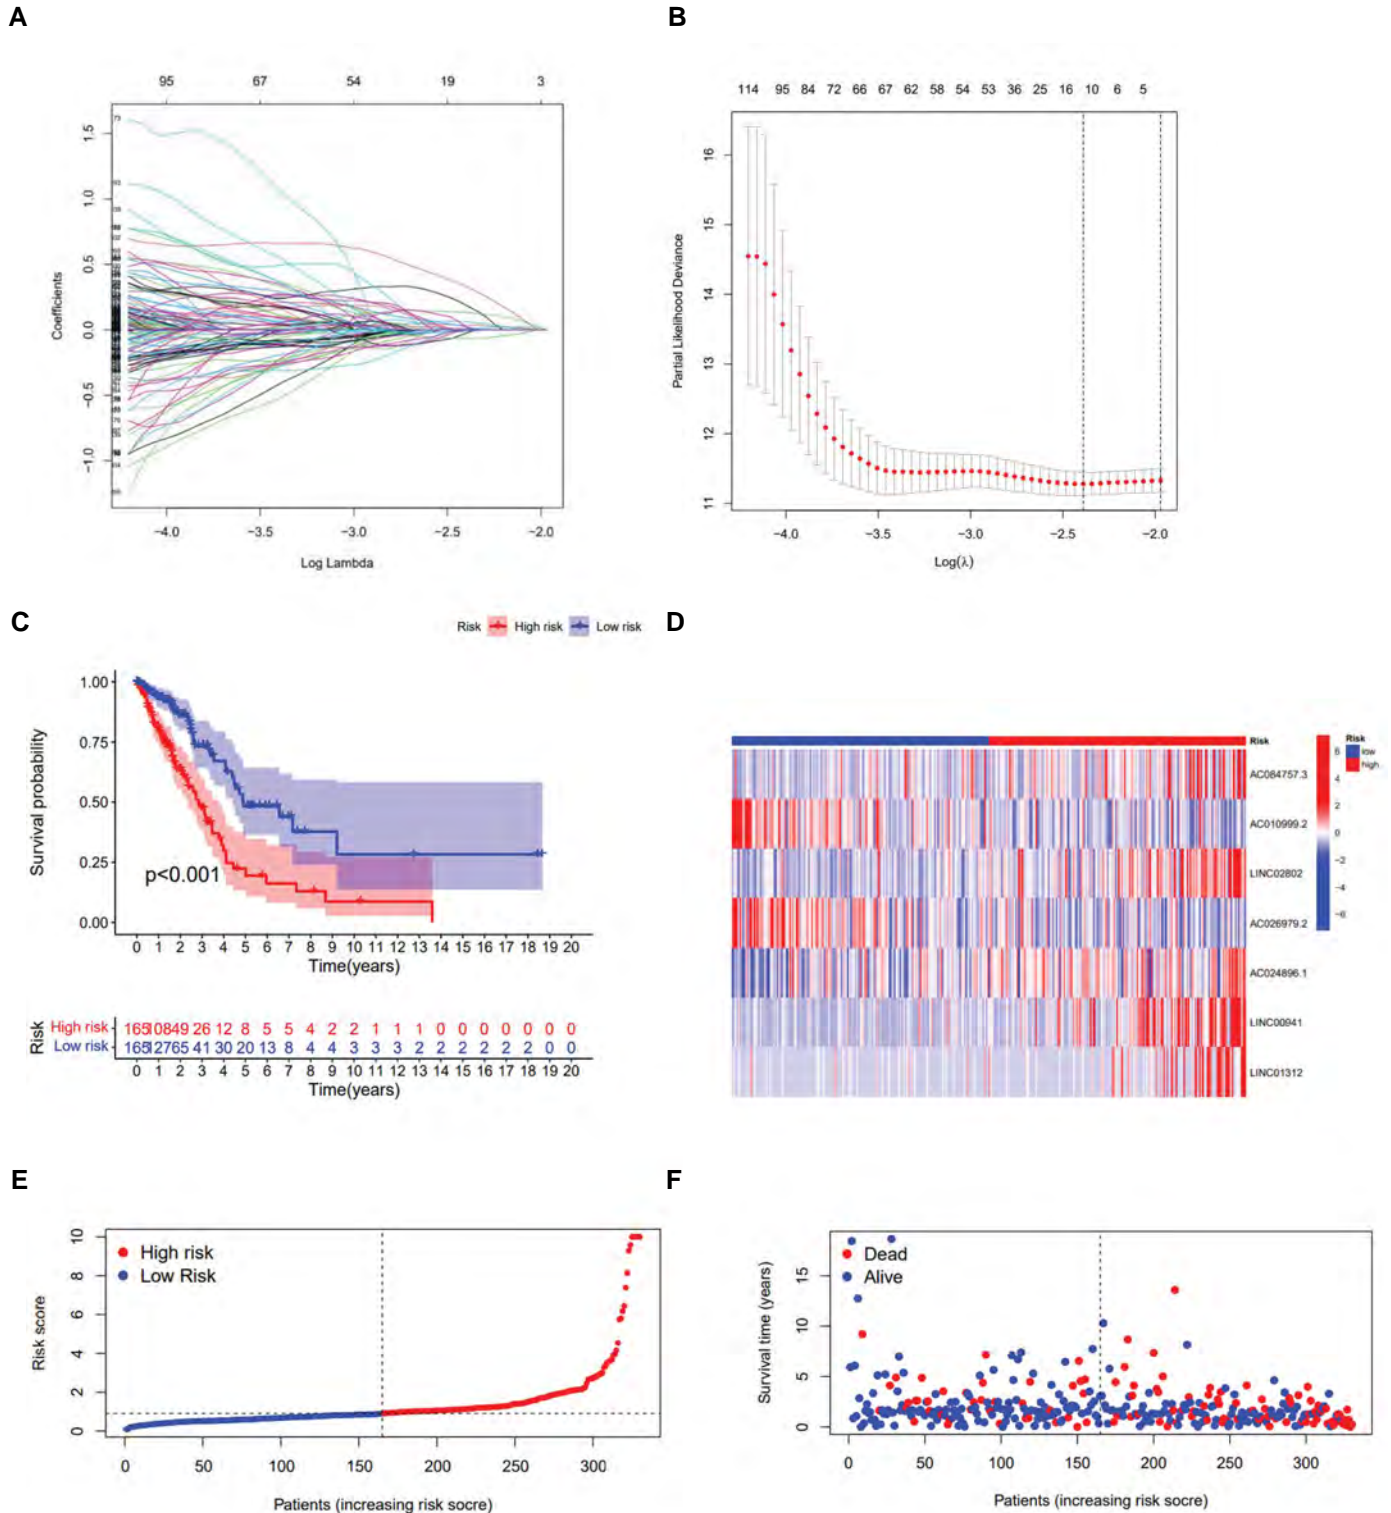 A
B
95 67 54 19 3
1.5
1.0
0.5
0.0
−0.5
−1.0
Coefficients
−4.0 −3.5 −3.0 −2.5 −2.0
Log Lambda
114 95 84 72 66 67 62 58 54 53 36 25 16 10 6 5
16
15
14
13
12
11
Partial Likelihood Deviance
−4.0 −3.5 −3.0 −2.5 −2.0
Log(λ)
C
Risk High risk Low risk
1.00
0.75
0.50
0.25
0.00
Survival probability
p<0.001
0 1 2 3 4 5 6 7 8 9 10 11 12 13 14 15 16 17 18 19 20
Time(years)
Risk
High risk 165 108 49 26 12 8 5 5 4 2 2 1 1 1 0 0 0 0 0 0 0
Low risk 165 127 65 41 30 20 13 8 4 4 3 3 3 2 2 2 2 2 2 0 0
0 1 2 3 4 5 6 7 8 9 10 11 12 13 14 15 16 17 18 19 20
Time(years)
D
Risk
AC084757.3
AC010999.2
LINC02802
AC026979.2
AC024896.1
LINC00941
LINC01312
6
4
2
0
−2
−4
−6
Risk
low
high
E
High risk
Low Risk
10
8
6
4
2
0
Risk score
0 50 100 150 200 250 300
Patients (increasing risk socre)
F
Dead
Alive
15
10
5
0
Survival time (years)
0 50 100 150 200 250 300
Patients (increasing risk socre)